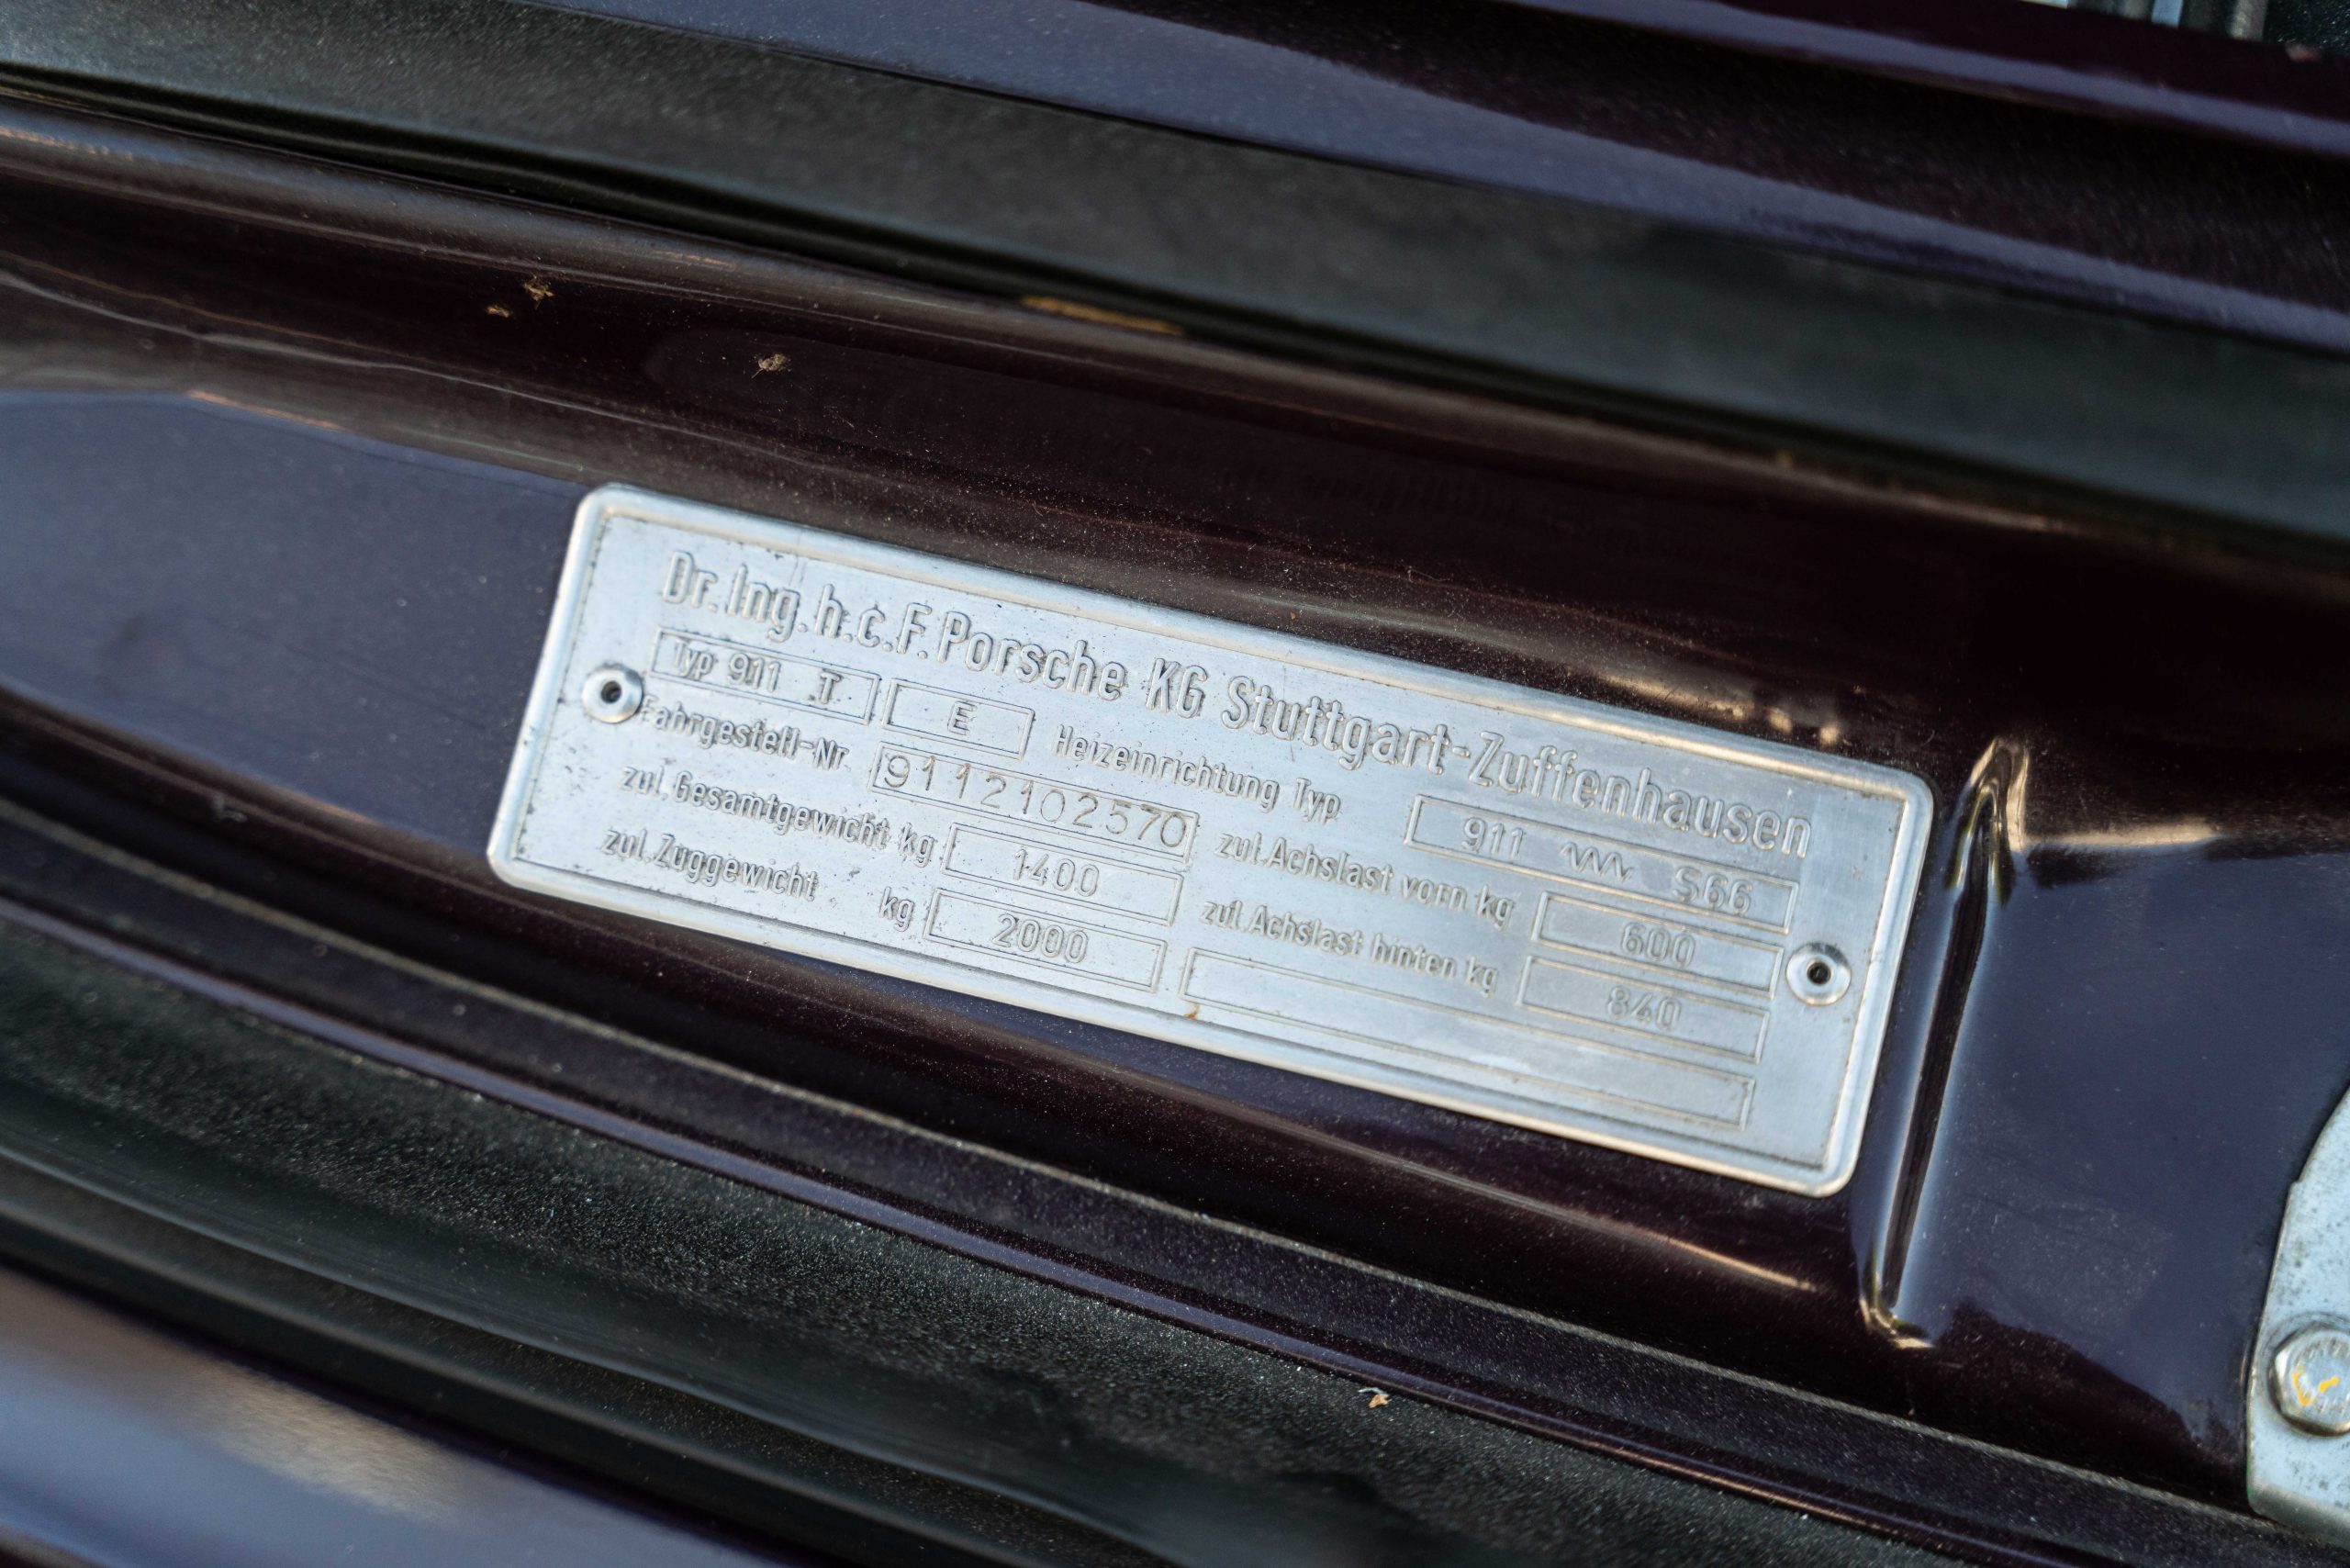 Dr. Ing. h. c. F. Porsche KG Stuttgart-Zuffenhausen
Typ 911 T E Heizeinrichtung Typ 911 S66
Fahrgestell-Nr. 9112102570 zul. Achslast vorn kg 600
zul. Gesamtgewicht kg 1400 zul. Achslast hinten kg 840
zul. Zuggewicht kg 2000